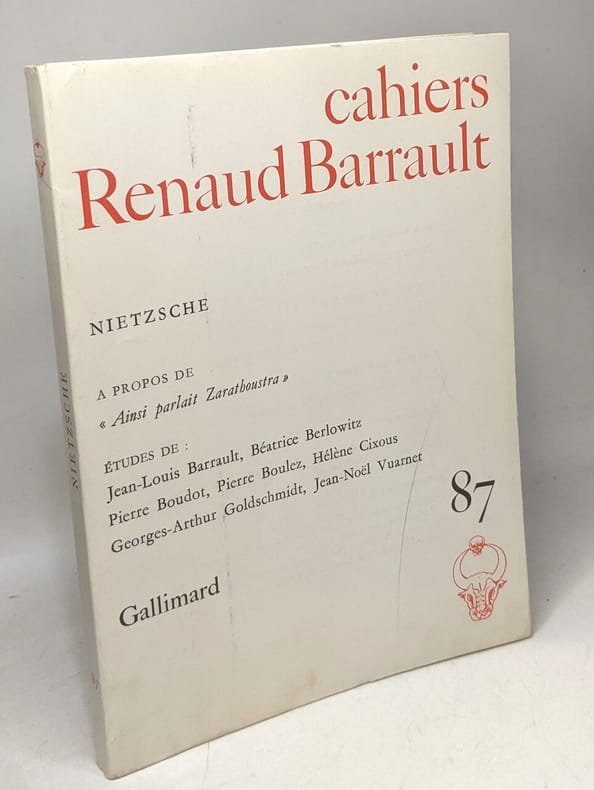 cahiers
Renaud Barrault
NIETZSCHE
A PROPOS DE
« Ainsi parlait Zarathoustra »
ÉTUDES DE :
Jean-Louis Barrault, Béatrice Berlowitz
Pierre Boudot, Pierre Boulez, Hélène Cixous
Georges-Arthur Goldschmidt, Jean-Noël Vuarnet
87
Gallimard
NIETZSCHE
87